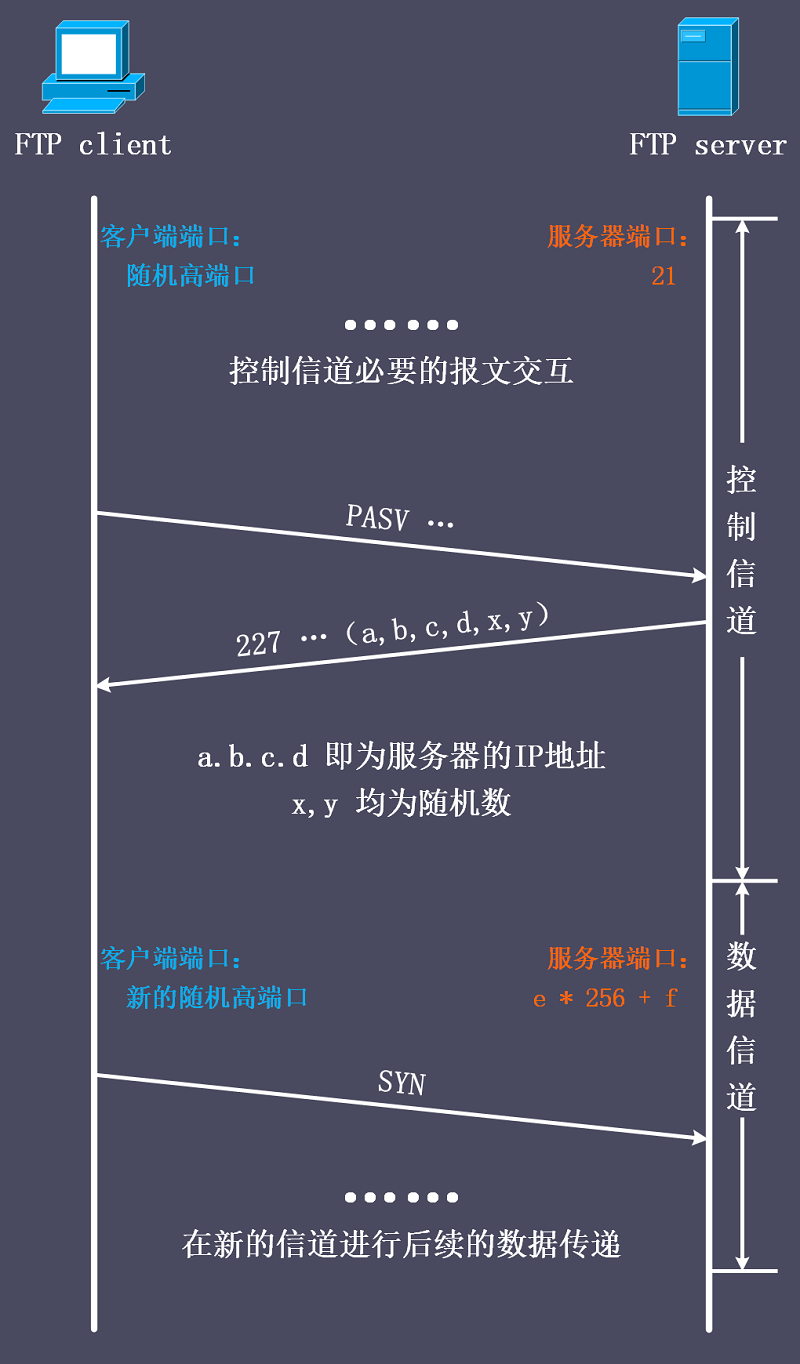 FTP client
FTP server
客户端端口：
随机高端口
服务器端口：
21
控制信道必要的报文交互
PASV …
227 …（a,b,c,d,x,y）
控制信道
a.b.c.d 即为服务器的IP地址
x,y 均为随机数
客户端端口：
新的随机高端口
服务器端口：
e * 256 + f
数据信道
SYN
……
在新的信道进行后续的数据传递